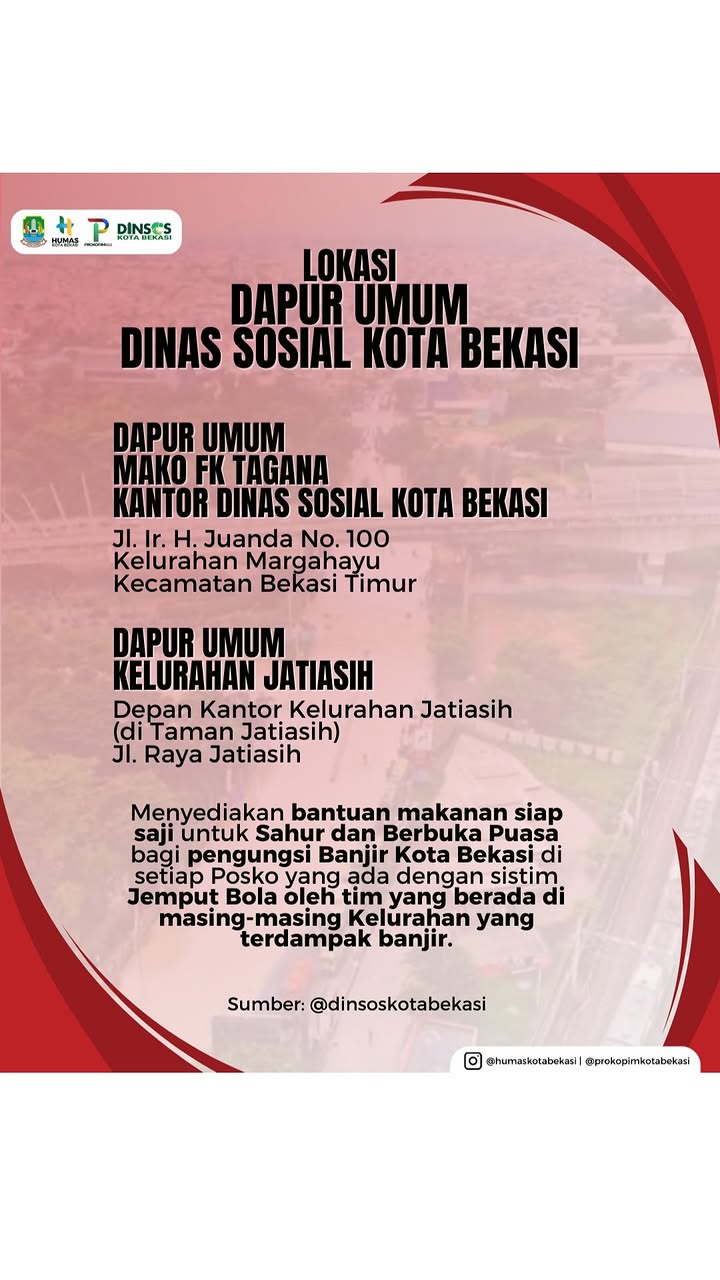 HUMAS
KOTA BEKASI
PROKOPIM
DINSOS
KOTA BEKASI
LOKASI
DAPUR UMUM
DINAS SOSIAL KOTA BEKASI
DAPUR UMUM
MAKO FK TAGANA
KANTOR DINAS SOSIAL KOTA BEKASI
Jl. Ir. H. Juanda No. 100
Kelurahan Margahayu
Kecamatan Bekasi Timur
DAPUR UMUM
KELURAHAN JATIASIH
Depan Kantor Kelurahan Jatiasih
(di Taman Jatiasih)
Jl. Raya Jatiasih
Menyediakan bantuan makanan siap
saji untuk Sahur dan Berbuka Puasa
bagi pengungsi Banjir Kota Bekasi di
setiap Posko yang ada dengan sistim
Jemput Bola oleh tim yang berada di
masing-masing Kelurahan yang
terdampak banjir.
Sumber: @dinsoskotabekasi
@humaskotabekasi | @prokopimkotabekasi